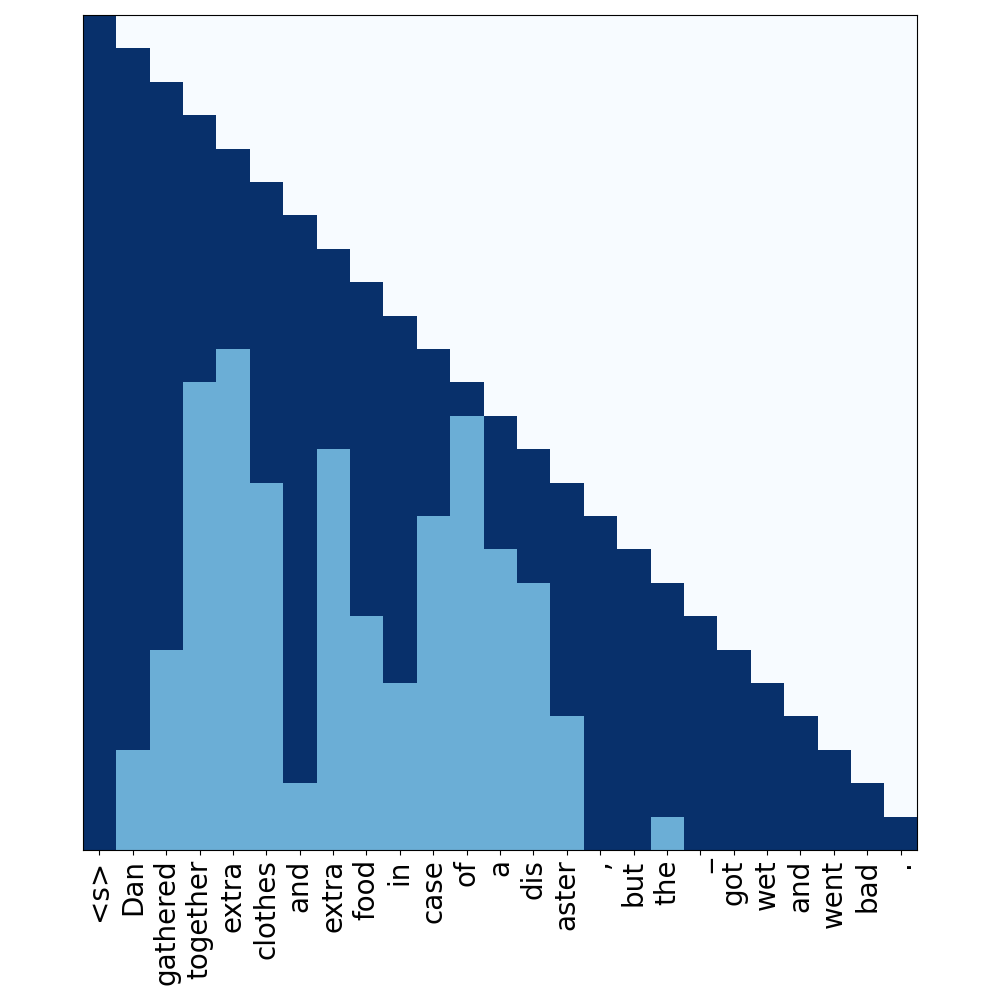 <s> Dan gathered together extra clothes and extra food in case of a dis aster , but the _ got wet and went bad .